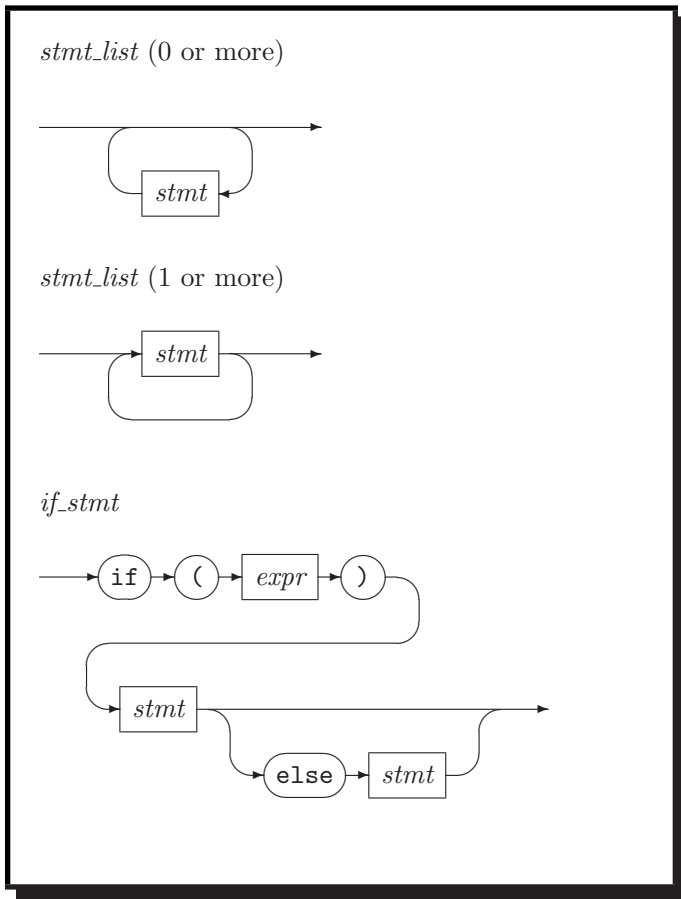 stmt_list (0 or more)
stmt
stmt_list (1 or more)
stmt
if_stmt
if ( expr )
stmt
else stmt